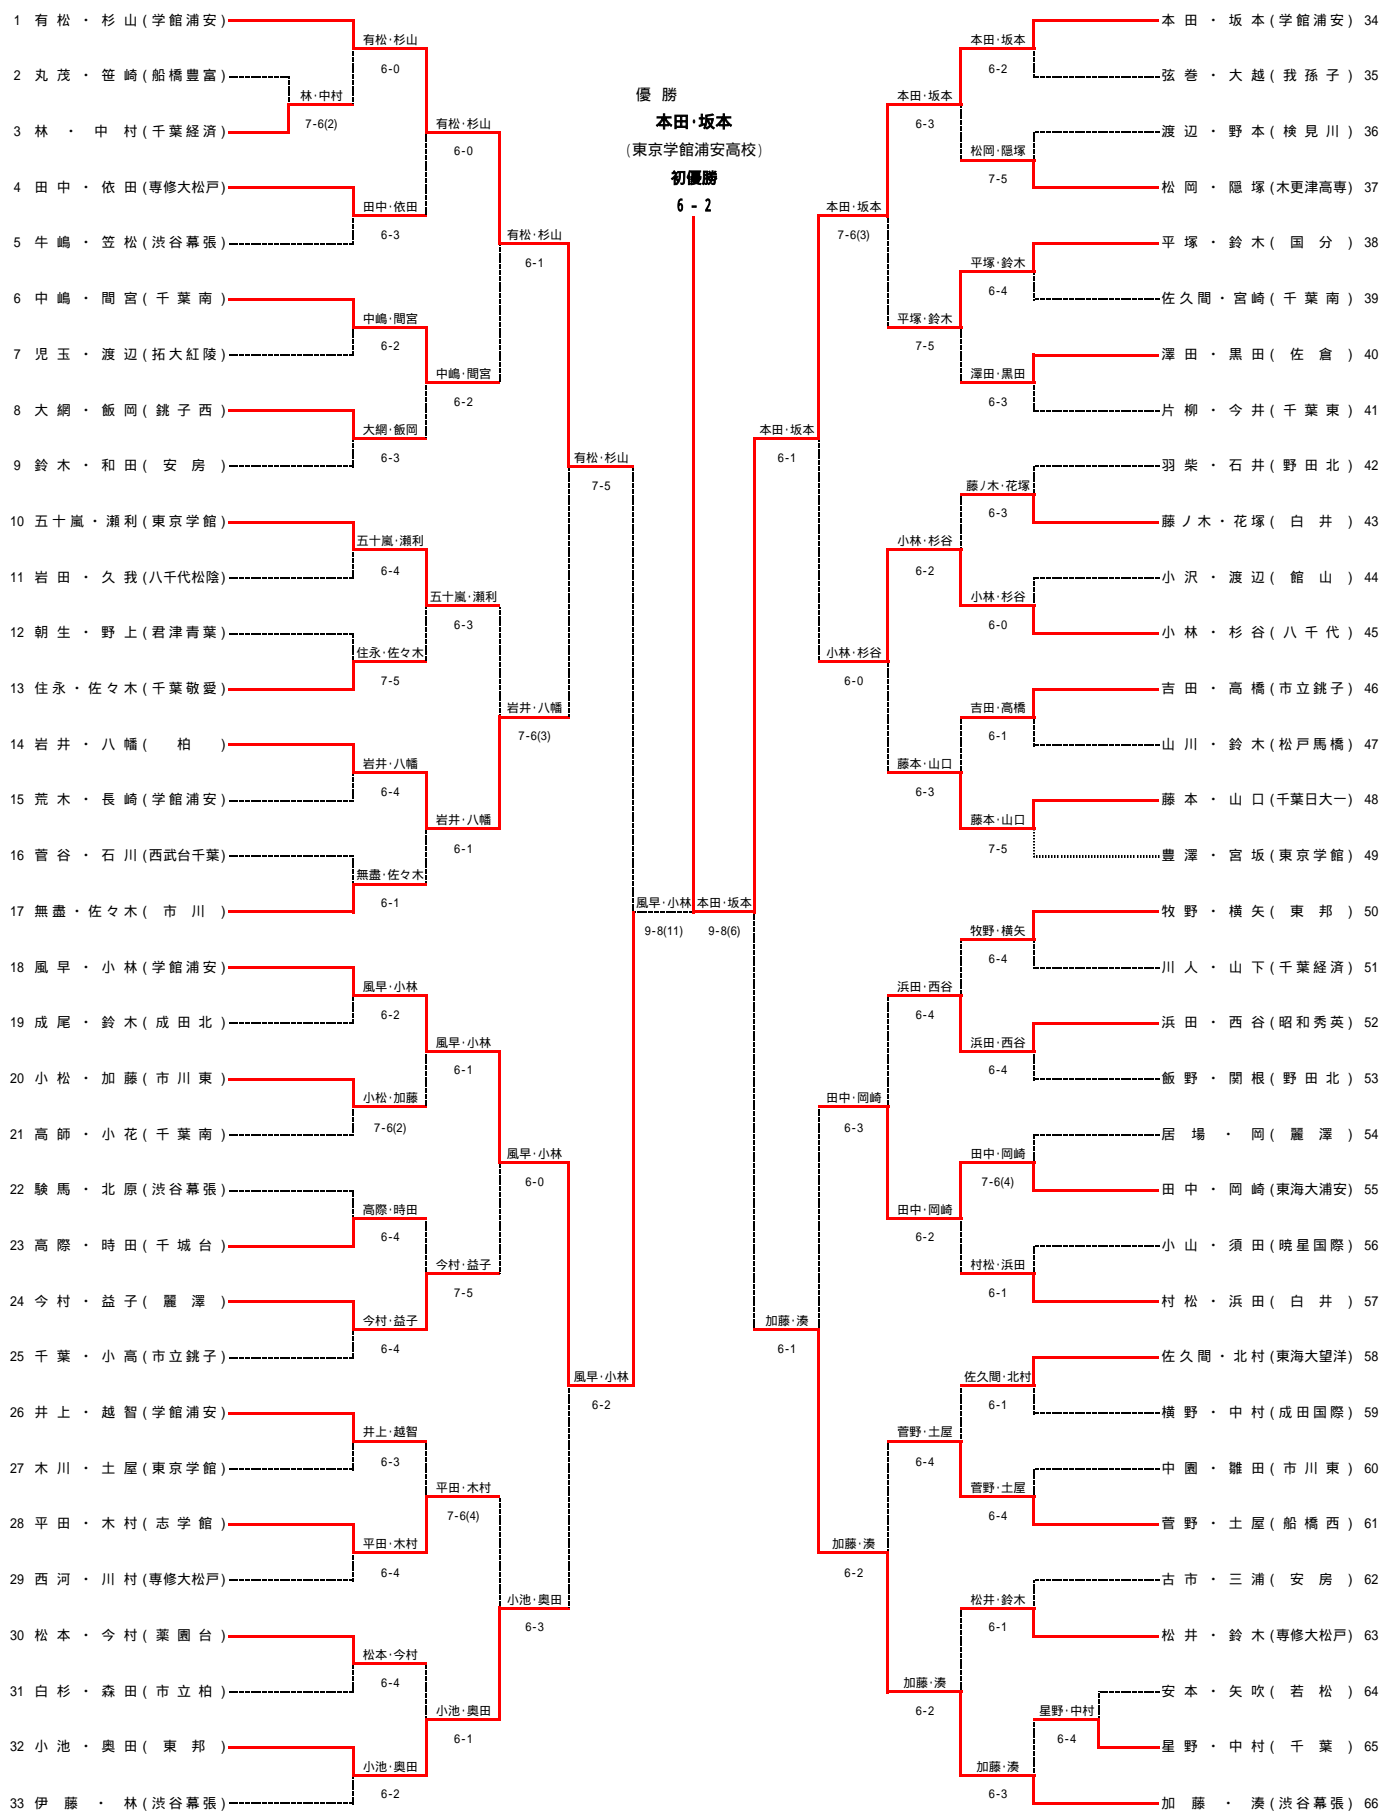 1 有松・杉山(学館浦安)
2 丸茂・笹崎(船橋豊富)
3 林・中村(千葉経済)
4 田中・依田(専修大松戸)
5 牛嶋・笠松(渋谷幕張)
6 中嶋・間宮(千葉南)
7 児玉・渡辺(拓大紅陵)
8 大網・飯岡(銚子西)
9 鈴木・和田(安房)
10 五十嵐・瀬利(東京学館)
11 岩田・久我(八千代松陰)
12 朝生・野上(君津青葉)
13 住永・佐々木(千葉敬愛)
14 岩井・八幡(柏)
15 荒木・長崎(学館浦安)
16 菅谷・石川(西武台千葉)
17 無盡・佐々木(市川)
18 風早・小林(学館浦安)
19 成尾・鈴木(成田北)
20 小松・加藤(市川東)
21 高師・小花(千葉南)
22 験馬・北原(渋谷幕張)
23 高際・時田(千城台)
24 今村・益子(麗澤)
25 千葉・小高(市立銚子)
26 井上・越智(学館浦安)
27 木川・土屋(東京学館)
28 平田・木村(志学館)
29 西河・川村(専修大松戸)
30 松本・今村(薬園台)
31 白杉・森田(市立柏)
32 小池・奥田(東邦)
33 伊藤・林(渋谷幕張)
林・中村
7-6(2)
有松・杉山
6-0
田中・依田
6-3
中嶋・間宮
6-2
大網・飯岡
6-3
五十嵐・瀬利
6-4
住永・佐々木
7-5
岩井・八幡
6-4
無盡・佐々木
6-1
風早・小林
6-2
小松・加藤
7-6(2)
高際・時田
6-4
今村・益子
6-4
井上・越智
6-3
平田・木村
6-4
松本・今村
6-4
小池・奥田
6-2
有松・杉山
6-0
中嶋・間宮
6-2
五十嵐・瀬利
6-3
岩井・八幡
6-1
風早・小林
6-1
今村・益子
7-5
平田・木村
7-6(4)
小池・奥田
6-1
有松・杉山
6-1
岩井・八幡
7-6(3)
風早・小林
6-0
小池・奥田
6-3
有松・杉山
7-5
風早・小林
6-2
風早・小林
9-8(11)
優勝
本田・坂本
(東京学館浦安高校)
初優勝
6-2
本田・坂本
9-8(6)
本田・坂本
6-1
加藤・湊
6-1
本田・坂本
7-6(3)
小林・杉谷
6-0
田中・岡崎
6-3
加藤・湊
6-2
本田・坂本
6-3
平塚・鈴木
7-5
小林・杉谷
6-2
藤本・山口
6-3
浜田・西谷
6-4
田中・岡崎
6-2
菅野・土屋
6-4
加藤・湊
6-2
本田・坂本
6-2
松岡・隠塚
7-5
平塚・鈴木
6-4
澤田・黒田
6-3
藤ノ木・花塚
6-3
小林・杉谷
6-0
吉田・高橋
6-1
藤本・山口
7-5
牧野・横矢
6-4
浜田・西谷
6-4
田中・岡崎
7-6(4)
村松・浜田
6-1
佐久間・北村
6-1
菅野・土屋
6-4
松井・鈴木
6-1
加藤・湊
6-3
星野・中村
6-4
本田・坂本(学館浦安) 34
弦巻・大越(我孫子) 35
渡辺・野本(検見川) 36
松岡・隠塚(木更津高専) 37
平塚・鈴木(国分) 38
佐久間・宮崎(千葉南) 39
澤田・黒田(佐倉) 40
片柳・今井(千葉東) 41
羽柴・石井(野田北) 42
藤ノ木・花塚(白井) 43
小沢・渡辺(館山) 44
小林・杉谷(八千代) 45
吉田・高橋(市立銚子) 46
山川・鈴木(松戸馬橋) 47
藤本・山口(千葉日大一) 48
豊澤・宮坂(東京学館) 49
牧野・横矢(東邦) 50
川人・山下(千葉経済) 51
浜田・西谷(昭和秀英) 52
飯野・関根(野田北) 53
居場・岡(麗澤) 54
田中・岡崎(東海大浦安) 55
小山・須田(暁星国際) 56
村松・浜田(白井) 57
佐久間・北村(東海大望洋) 58
横野・中村(成田国際) 59
中園・雛田(市川東) 60
菅野・土屋(船橋西) 61
古市・三浦(安房) 62
松井・鈴木(専修大松戸) 63
安本・矢吹(若松) 64
星野・中村(千葉) 65
加藤・湊(渋谷幕張) 66